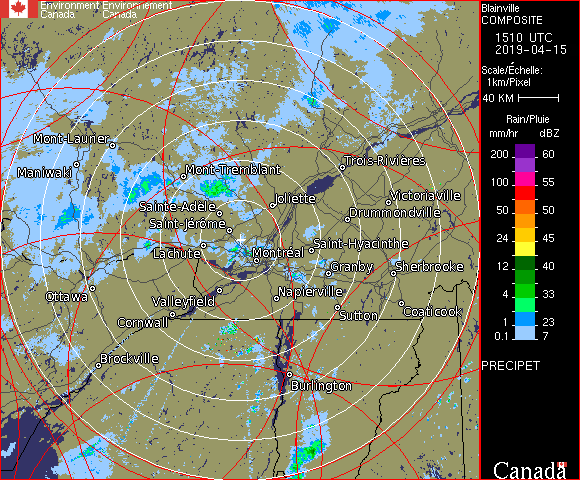 Environment Environnement
Canada Canada
Blainville
COMPOSITE
1510 UTC
2019-04-15
Scale/Échelle:
1km/Pixel
40 KM
Rain/Pluie
mm/hr dBZ
200 60
100 57
100 55
50 50
24 45
12 40
4 33
1 23
0.1 7
PRECIPET
Canada
Mont-Laurier
Maniwaki
Mont-Tremblant
Trois-Rivières
Sainte-Adèle
Joliette
Victoriaville
Drummondville
Saint-Jérôme
Lachute
Montréal
Saint-Hyacinthe
Granby
Sherbrooke
Ottawa
Valleyfield
Napierville
Cornwall
Sutton
Coaticook
Brockville
Burlington